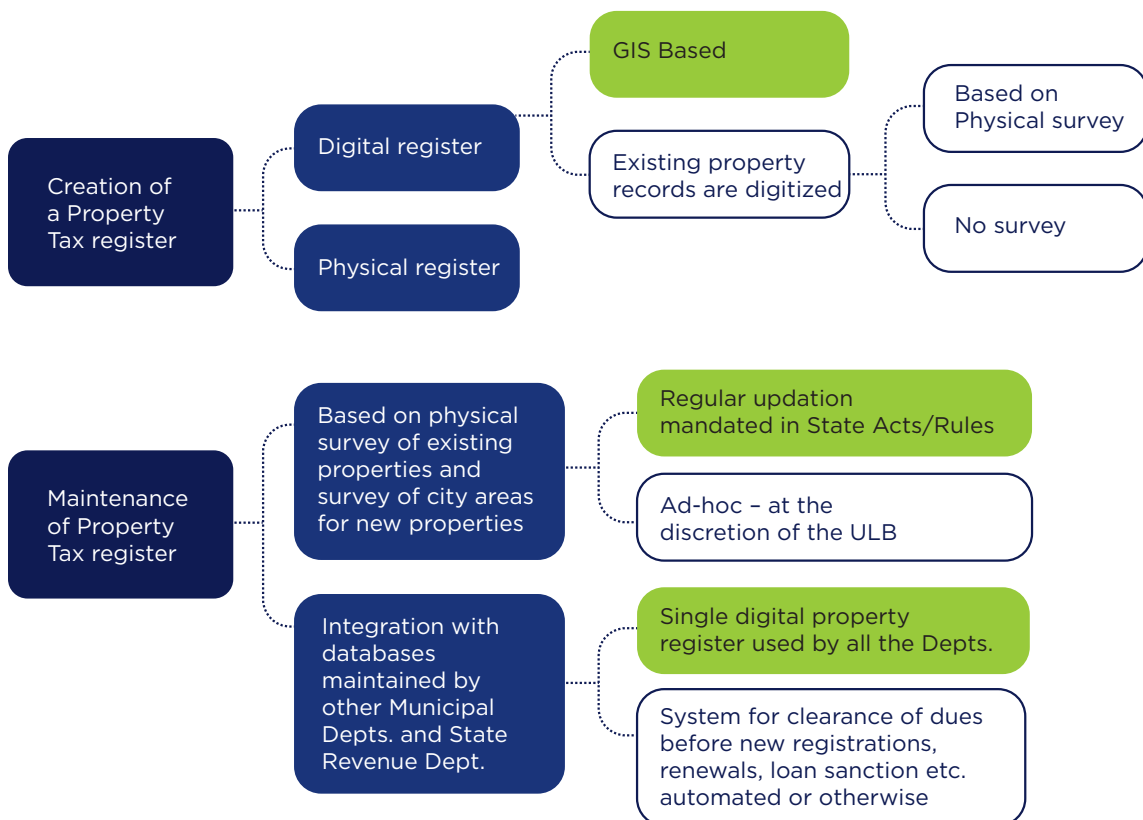 Creation of
a Property
Tax register
Digital register
Physical register
GIS Based
Existing property
records are digitized
Based on
Physical survey
No survey
Maintenance
of Property
Tax register
Based on physical
survey of existing
properties and
survey of city areas
for new properties
Regular updation
mandated in State Acts/Rules
Ad-hoc – at the
discretion of the ULB
Integration with
databases
maintained by
other Municipal
Depts. and State
Revenue Dept.
Single digital property
register used by all the Depts.
System for clearance of dues
before new registrations,
renewals, loan sanction etc.
automated or otherwise